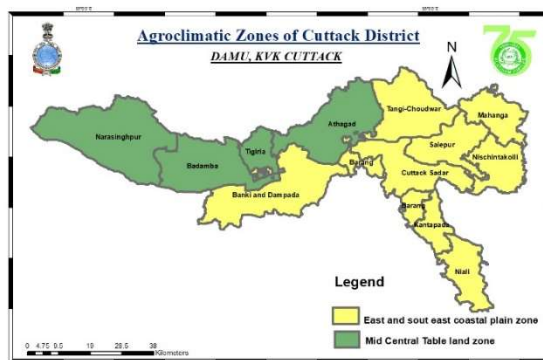 Agroclimatic Zones of Cuttack District
DAMU, KVK CUTTACK
75
N
Narasinghpur
Badamba
Tigiria
Athagad
Tangi-Choudwar
Mahanga
Salepur
Nischintakoili
Barang
Cuttack Sadar
Banki and Dampada
Barang
Kantapada
Niali
Legend
East and sout east coastal plain zone
Mid Central Table land zone
0 4.75 9.5 19 28.5 38
Kilometers